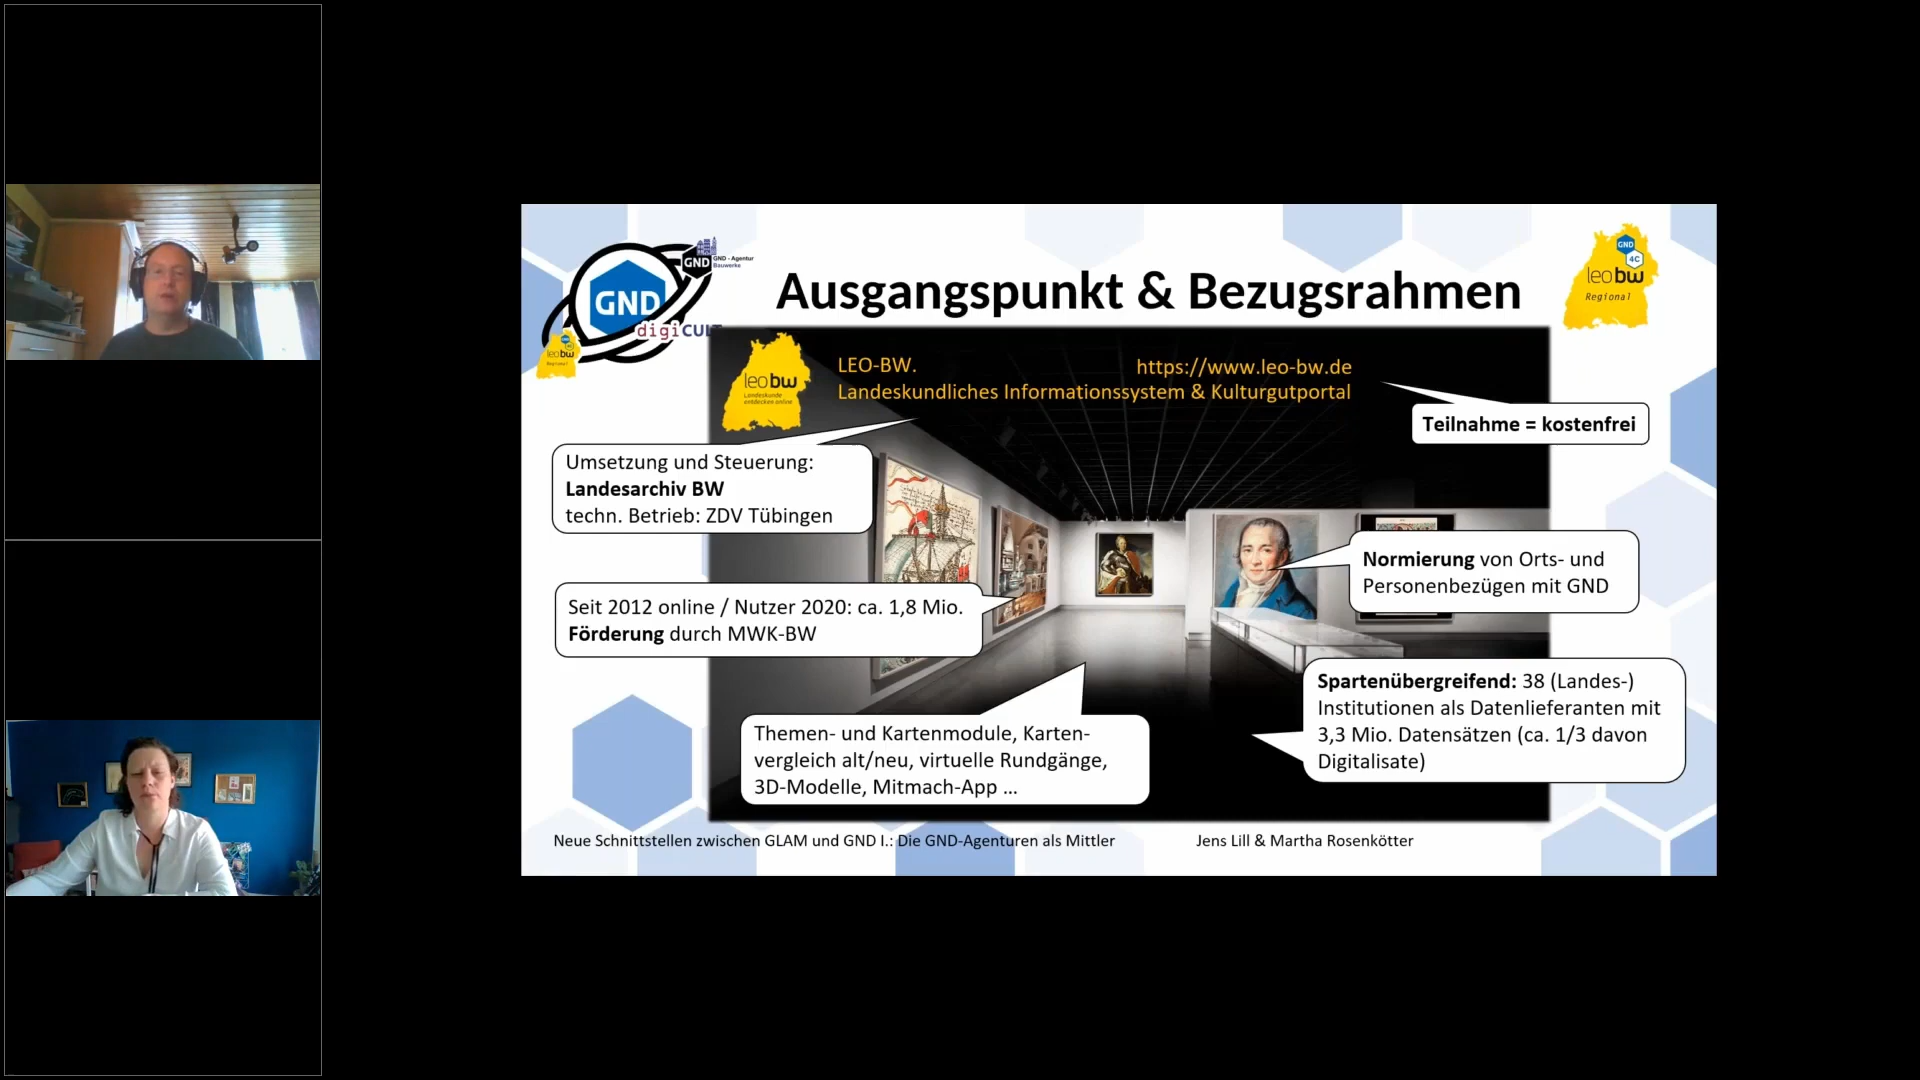 GND
GND - Agentur
Bauwerke
GND
digiCULT
leo bw
Regional
Ausgangspunkt & Bezugsrahmen
GND
4C
leo bw
Regional
leo bw
Landeskunde
entdecken online
LEO-BW.
https://www.leo-bw.de
Landeskundliches Informationssystem & Kulturgutportal
Teilnahme = kostenfrei
Umsetzung und Steuerung:
Landesarchiv BW
techn. Betrieb: ZDV Tübingen
Normierung von Orts- und
Personenbezügen mit GND
Seit 2012 online / Nutzer 2020: ca. 1,8 Mio.
Förderung durch MWK-BW
Spartenübergreifend: 38 (Landes-)
Institutionen als Datenlieferanten mit
3,3 Mio. Datensätzen (ca. 1/3 davon
Digitalisate)
Themen- und Kartenmodule, Karten-
vergleich alt/neu, virtuelle Rundgänge,
3D-Modelle, Mitmach-App ...
Neue Schnittstellen zwischen GLAM und GND I.: Die GND-Agenturen als Mittler
Jens Lill & Martha Rosenkötter